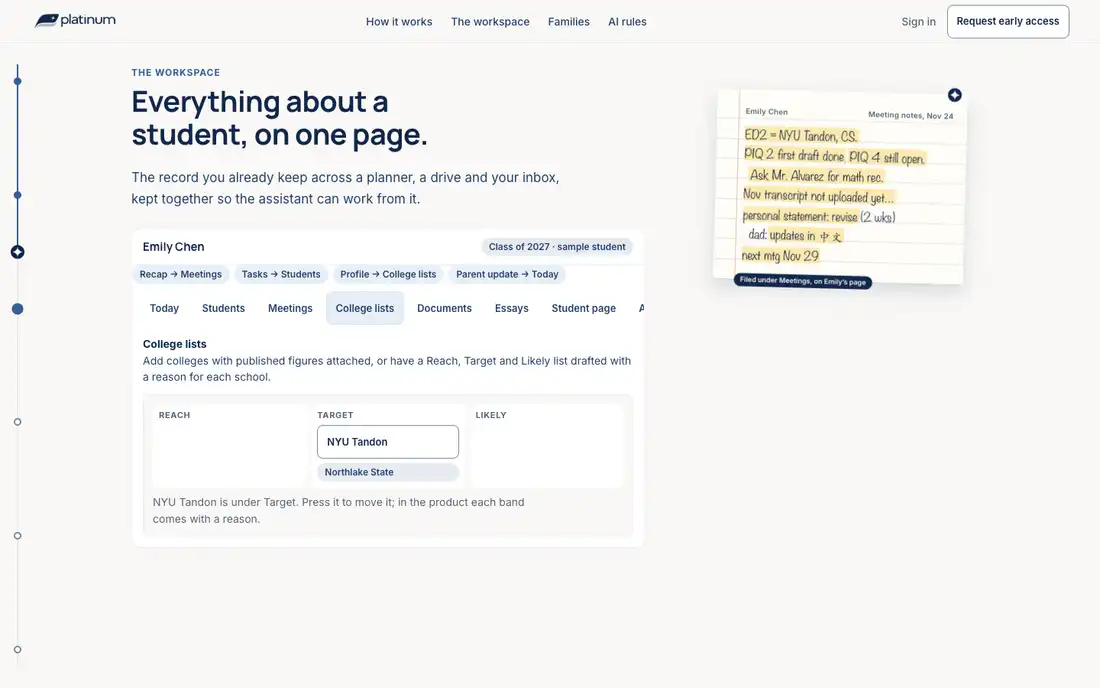 platinum
How it works
The workspace
Families
AI rules
Sign in
Request early access
THE WORKSPACE
Everything about a
student, on one page.
The record you already keep across a planner, a drive and your inbox,
kept together so the assistant can work from it.
Emily Chen
Class of 2027 · sample student
Recap → Meetings
Tasks → Students
Profile → College lists
Parent update → Today
Today
Students
Meetings
College lists
Documents
Essays
Student page
College lists
Add colleges with published figures attached, or have a Reach, Target and Likely list drafted with
a reason for each school.
REACH
TARGET
LIKELY
NYU Tandon
Northlake State
NYU Tandon is under Target. Press it to move it; in the product each band
comes with a reason.
Emily Chen
Meeting notes, Nov 24
ED2 = NYU Tandon, CS.
PIQ 2 first draft done, PIQ 4 still open.
Ask Mr. Alvarez for math rec.
Nov transcript not uploaded yet...
personal statement: revise (2 wks)
dad: updates in 中文
next mtg Nov 29
Filed under Meetings, on Emily's page